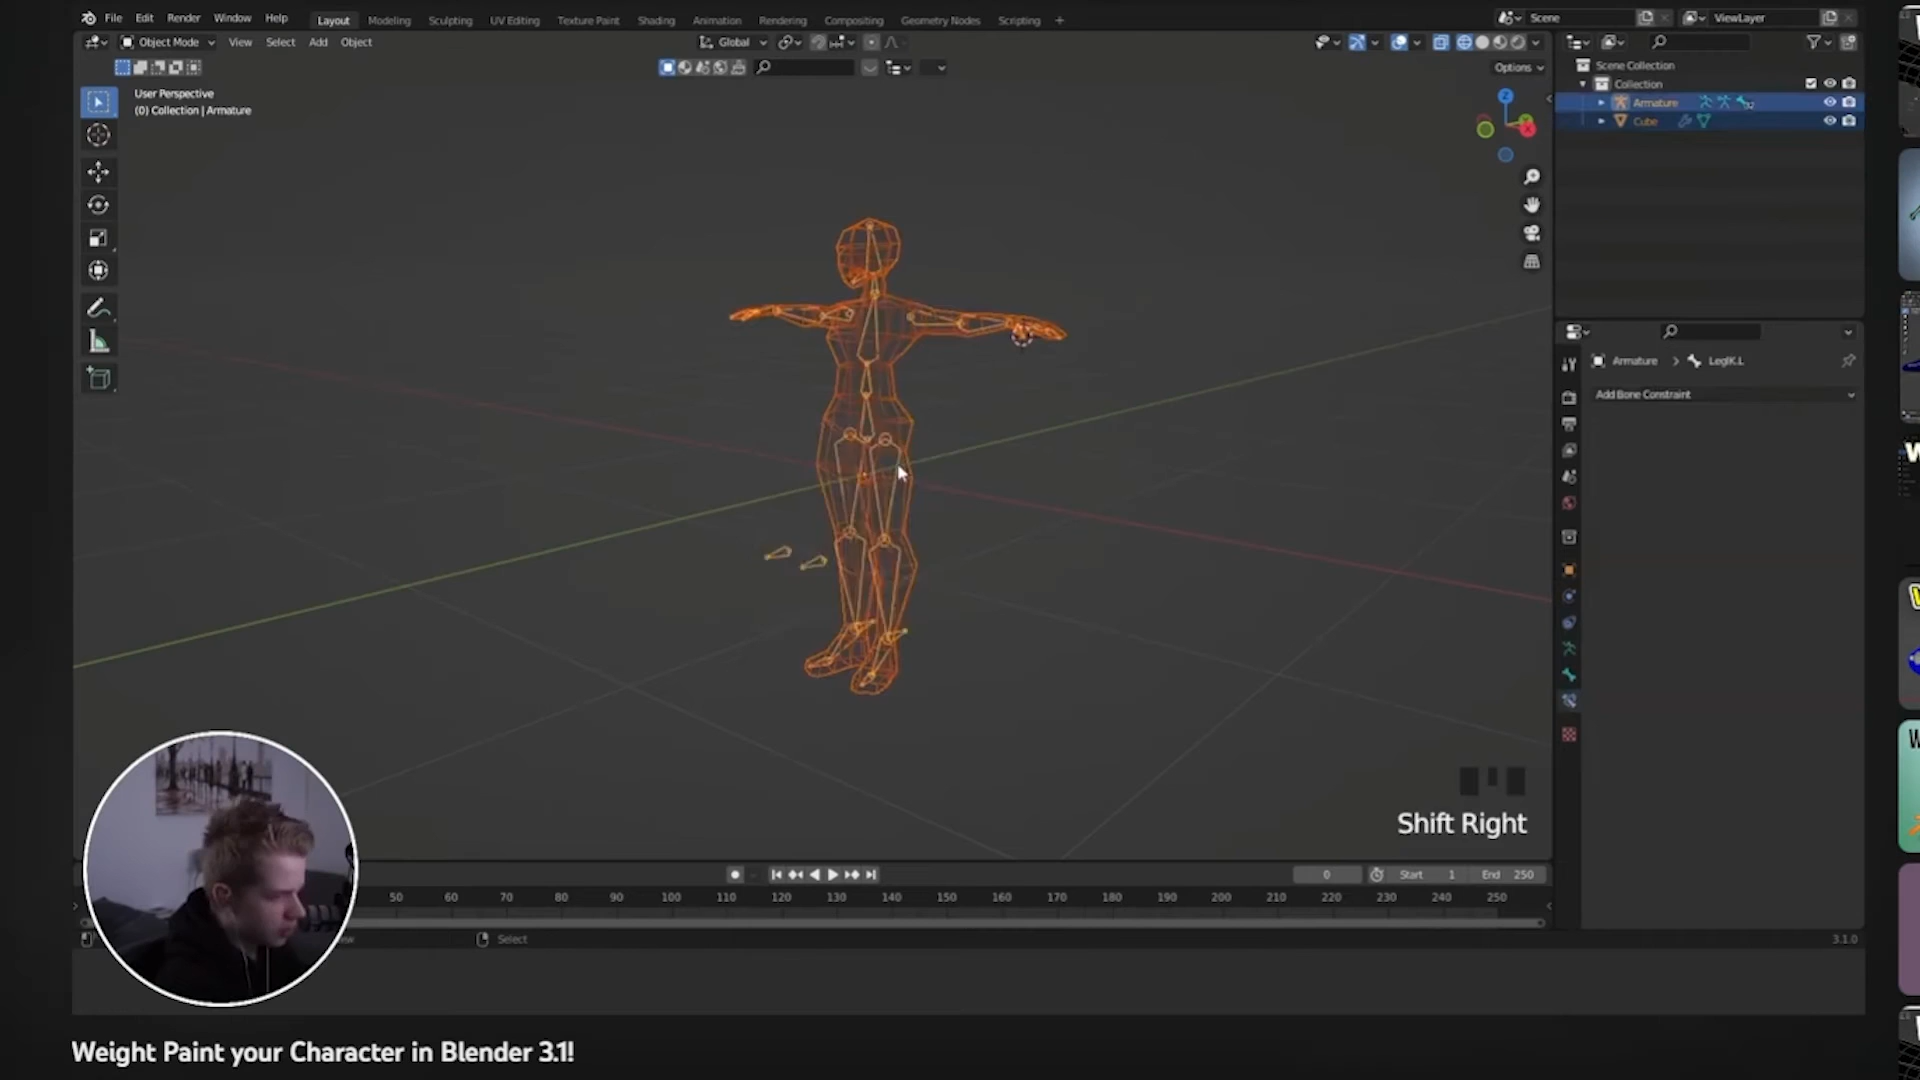 File Edit Render Window Help Layout Modeling Sculpting UV Editing Texture Paint Shading Animation Rendering Compositing Geometry Nodes Scripting + Scene ViewLayer
Object Mode View Select Add Object Global
Options
User Perspective
(0) Collection | Armature
Z
X
Scene Collection
Collection
Armature
Cube
Armature > LegIK.L
Add Bone Constraint
Shift Right
0 Start 1 End 250
50 60 70 80 90 100 110 120 130 140 150 160 170 180 190 200 210 220 230 240 250
Select
3.1.0
Weight Paint your Character in Blender 3.1!